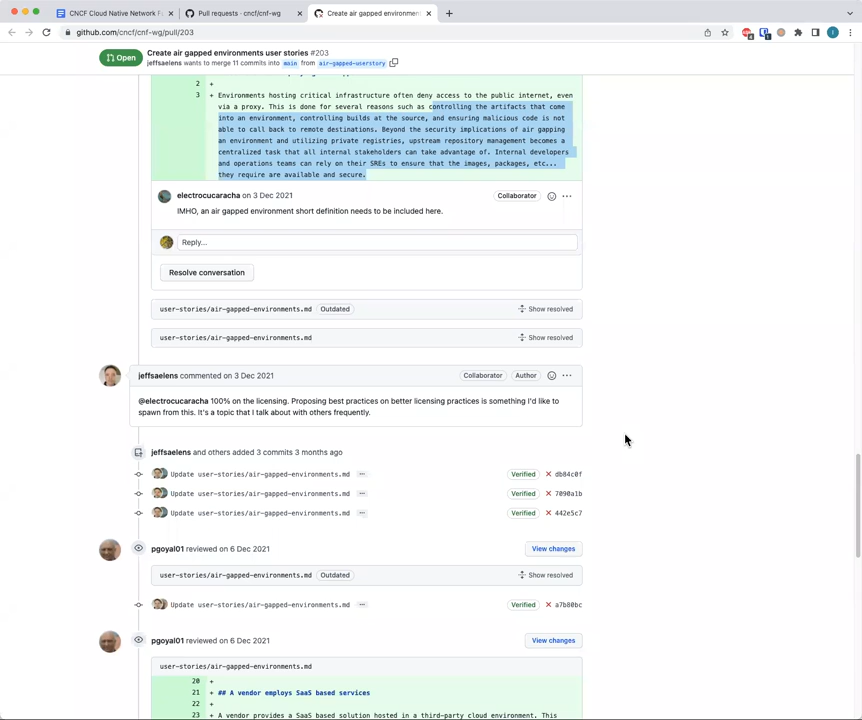 CNCF Cloud Native Network F
Pull requests · cncf/cnf-wg
Create air gapped environmen
github.com/cncf/cnf-wg/pull/203
Open
Create air gapped environments user stories #203
jeffsaelens wants to merge 11 commits into main from air-gapped-userstory
2 +
3 + Environments hosting critical infrastructure often deny access to the public internet, even
via a proxy. This is done for several reasons such as controlling the artifacts that come
into an environment, controlling builds at the source, and ensuring malicious code is not
able to call back to remote destinations. Beyond the security implications of air gapping
an environment and utilizing private registries, upstream repository management becomes a
centralized task that all internal stakeholders can take advantage of. Internal developers
and operations teams can rely on their SREs to ensure that the images, packages, etc...
they require are available and secure.
electrocucaracha on 3 Dec 2021 Collaborator
IMHO, an air gapped environment short definition needs to be included here.
Reply...
Resolve conversation
user-stories/air-gapped-environments.md Outdated Show resolved
user-stories/air-gapped-environments.md Show resolved
jeffsaelens commented on 3 Dec 2021 Collaborator Author
@electrocucaracha 100% on the licensing. Proposing best practices on better licensing practices is something I'd like to
spawn from this. It's a topic that I talk about with others frequently.
jeffsaelens and others added 3 commits 3 months ago
Update user-stories/air-gapped-environments.md Verified db84c0f
Update user-stories/air-gapped-environments.md Verified 7090a1b
Update user-stories/air-gapped-environments.md Verified 442e5c7
pgoyal01 reviewed on 6 Dec 2021 View changes
user-stories/air-gapped-environments.md Outdated Show resolved
Update user-stories/air-gapped-environments.md Verified a7b80bc
pgoyal01 reviewed on 6 Dec 2021 View changes
user-stories/air-gapped-environments.md
20 +
21 + ## A vendor employs SaaS based services
22 +
23 + A vendor provides a SaaS based solution hosted in a third-party cloud environment. This